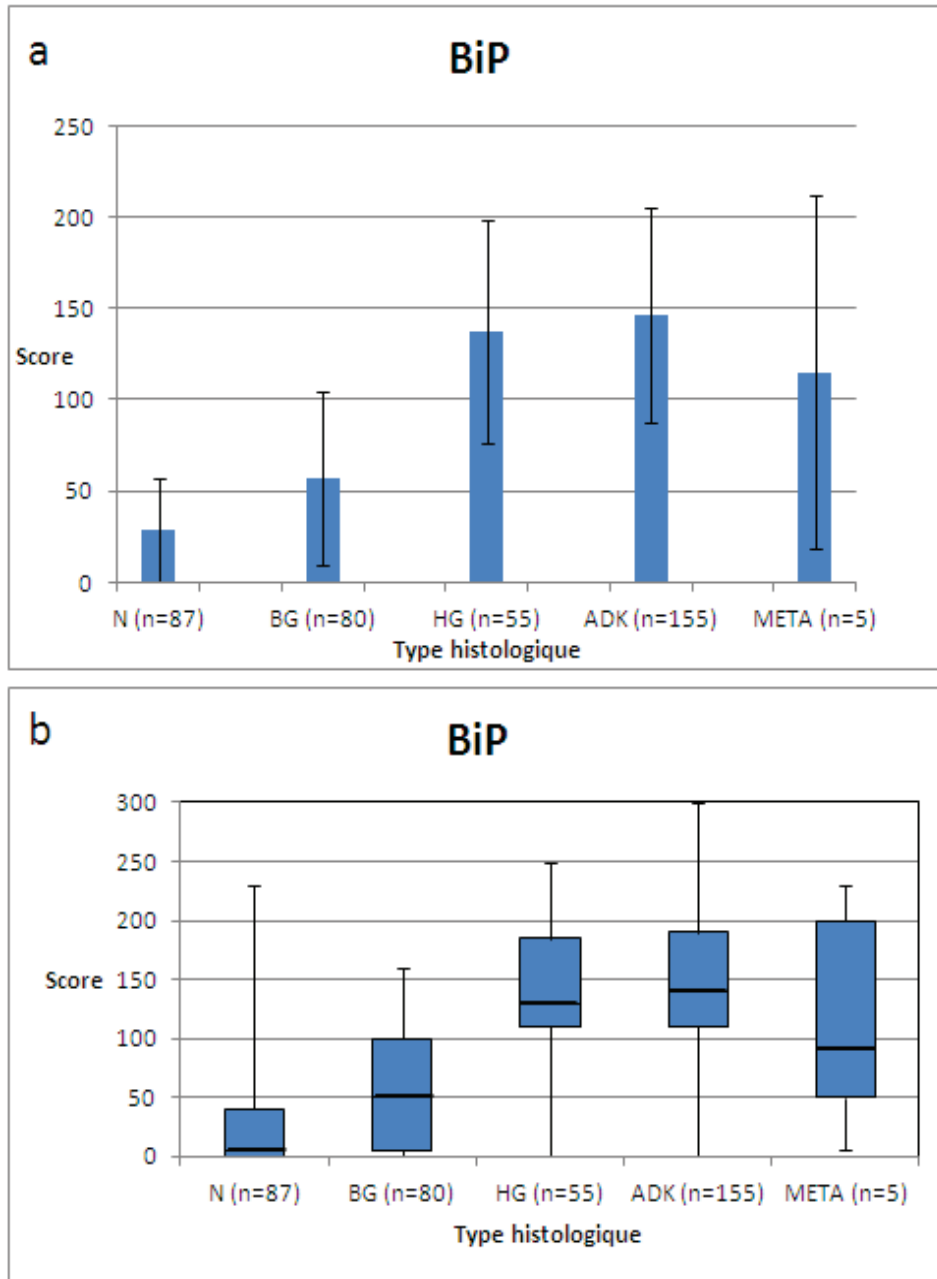 a
BiP
250
200
150
Score
100
50
0
N (n=87) BG (n=80) HG (n=55) ADK (n=155) META (n=5)
Type histologique
b
BiP
300
250
200
Score 150
100
50
0
N (n=87) BG (n=80) HG (n=55) ADK (n=155) META (n=5)
Type histologique